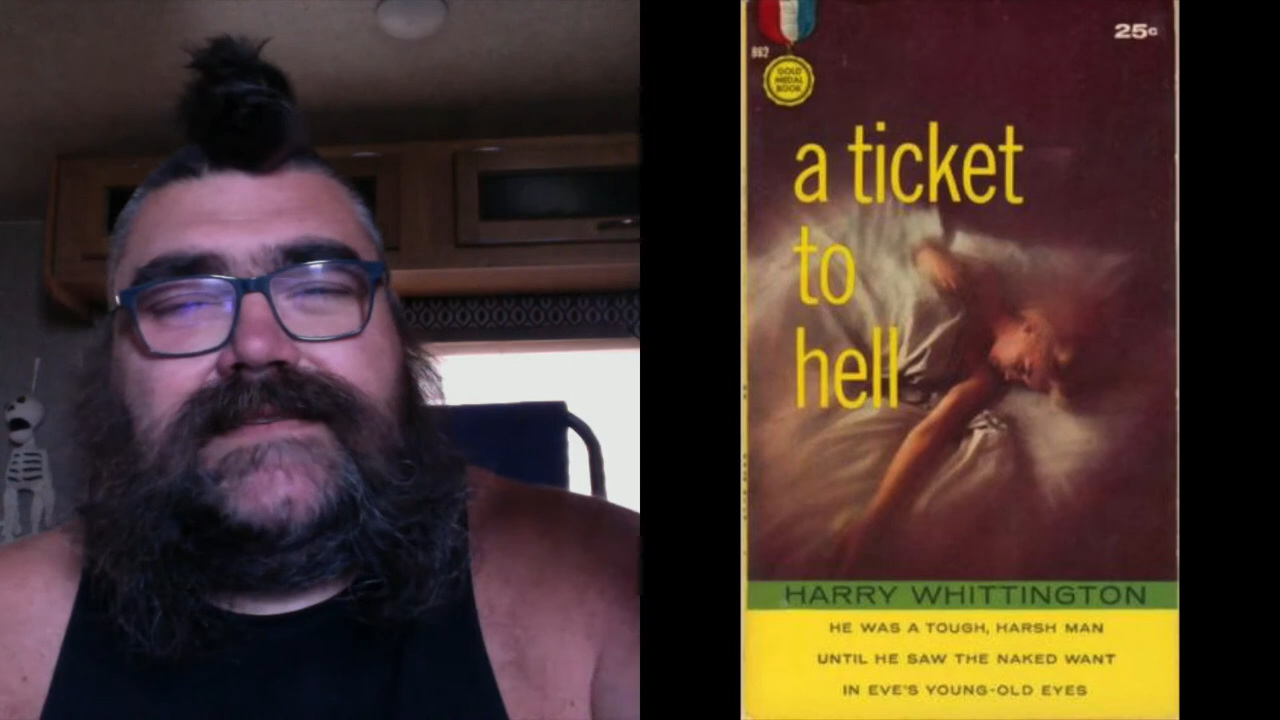 25¢
882
GOLD
MEDAL
BOOK
a ticket
to
hell
HARRY WHITTINGTON
HE WAS A TOUGH, HARSH MAN
UNTIL HE SAW THE NAKED WANT
IN EVE'S YOUNG-OLD EYES